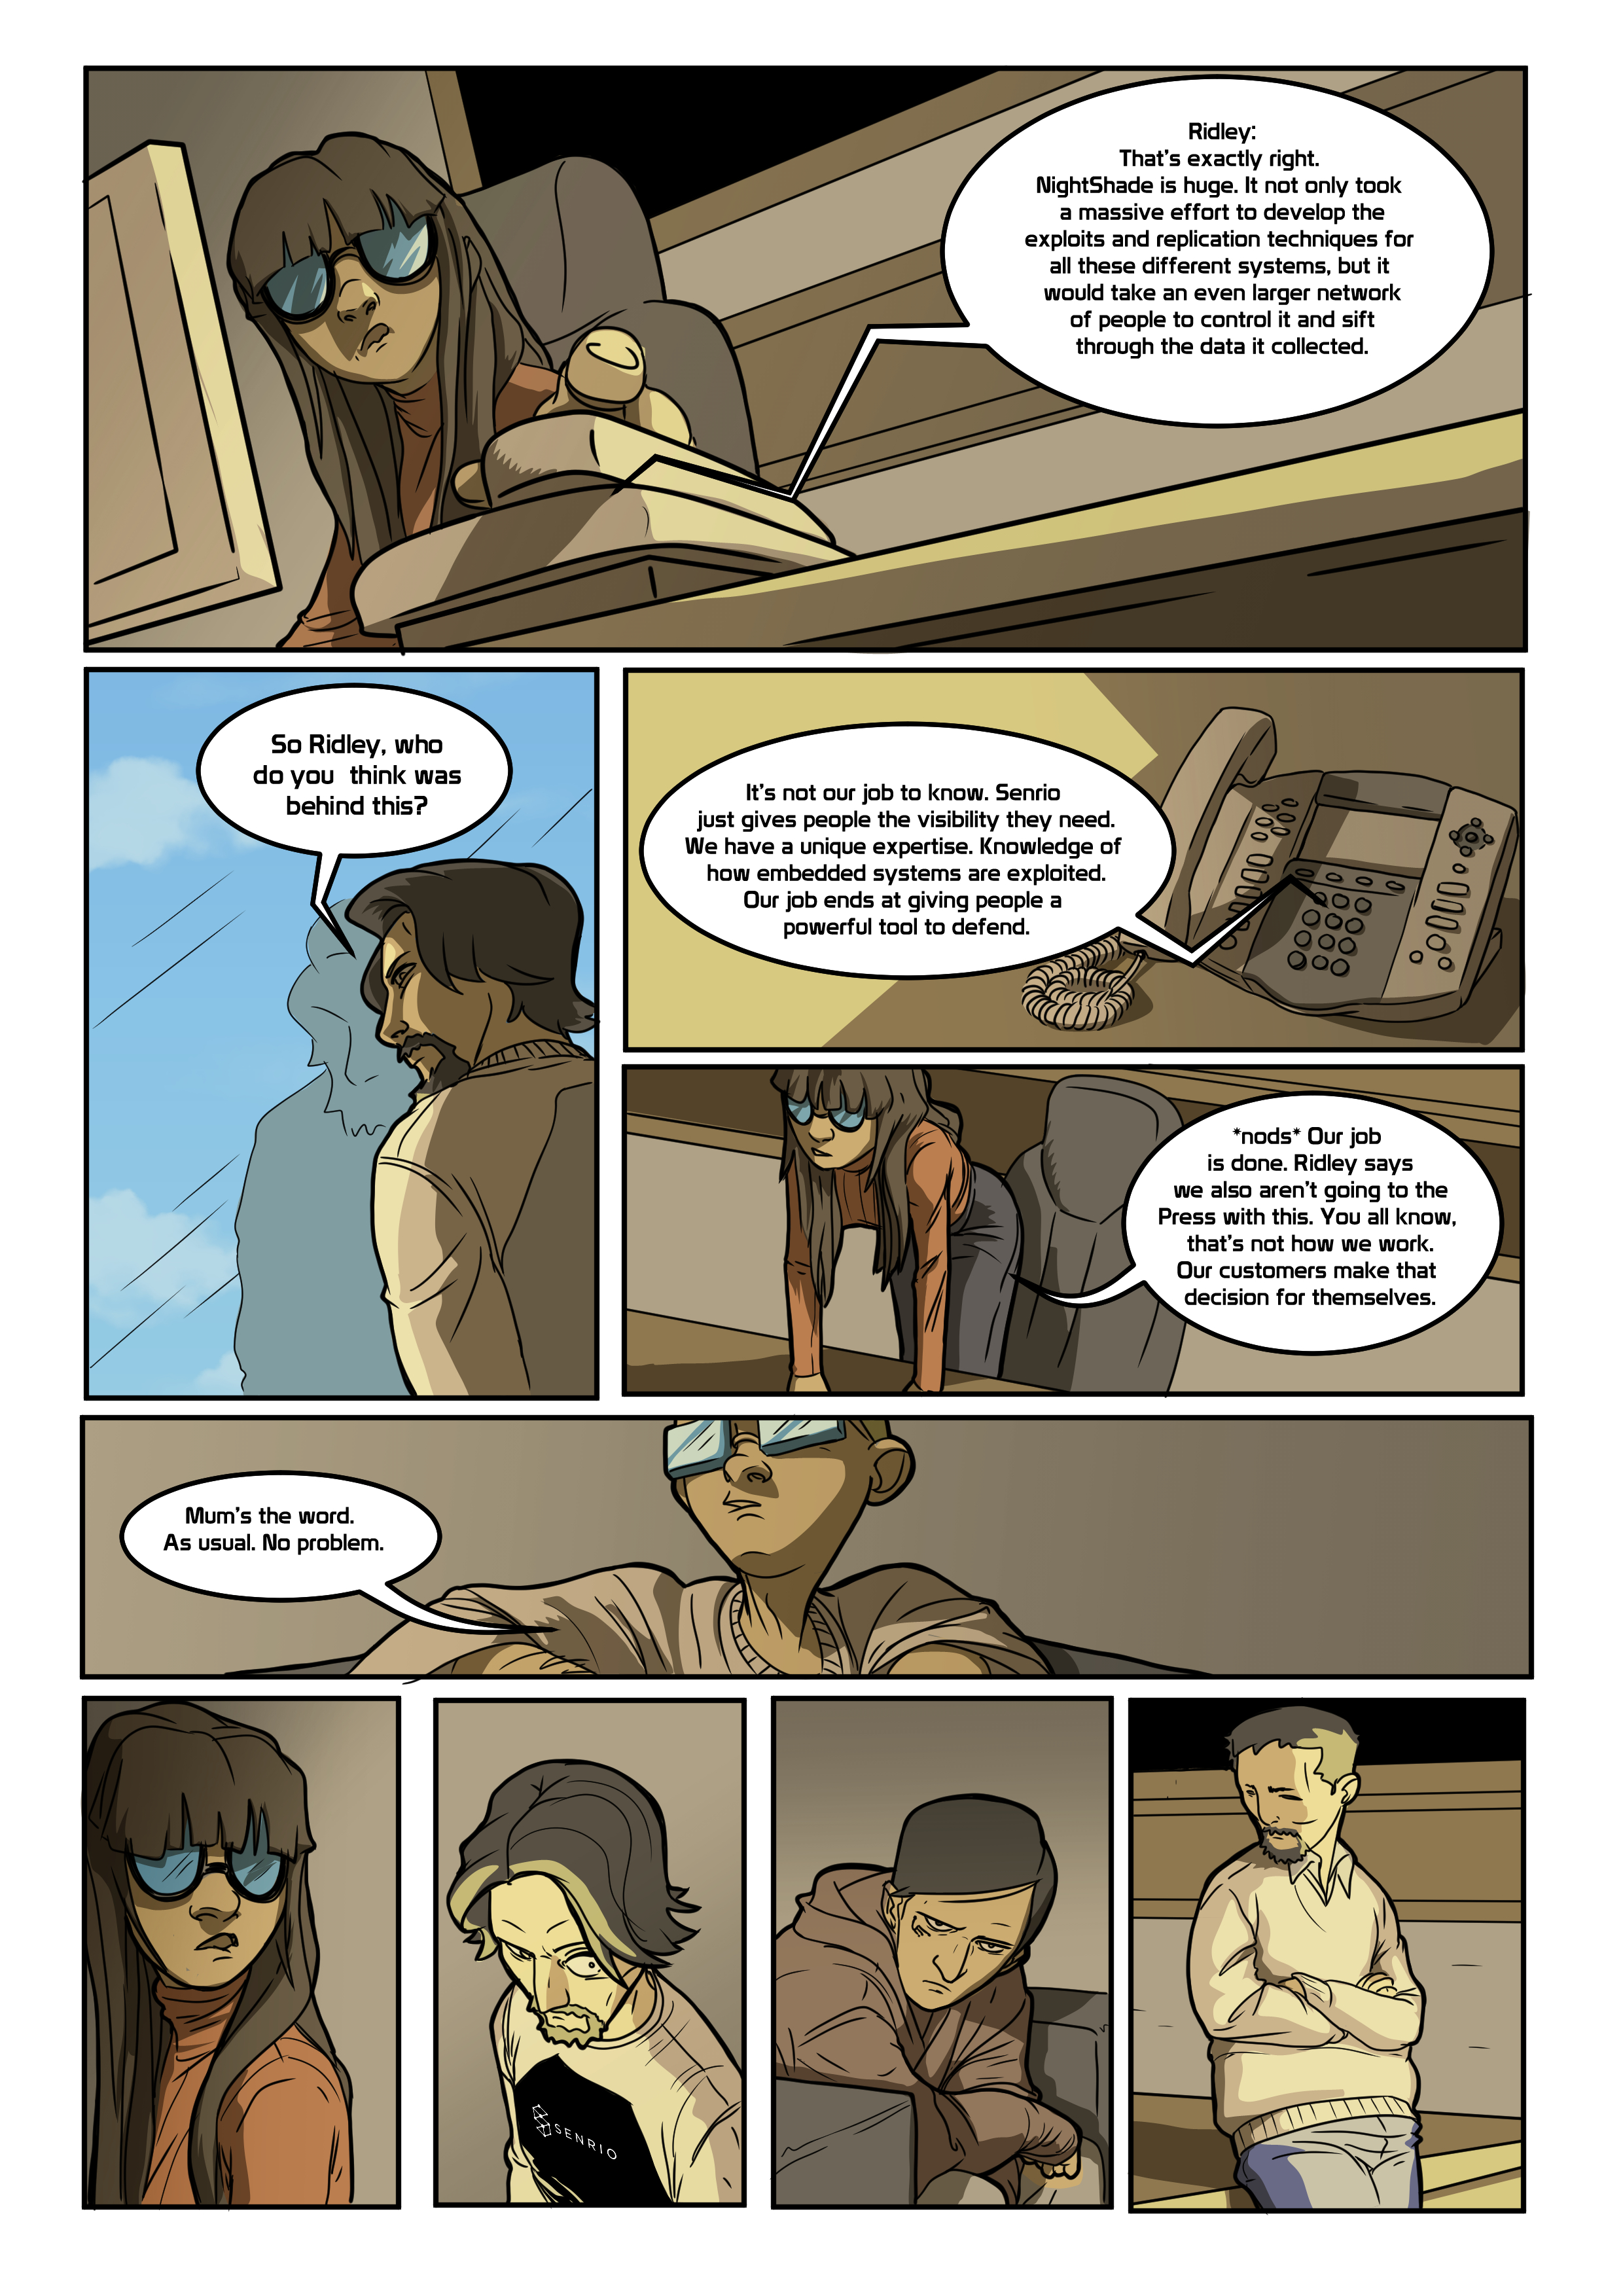 Ridley:
That's exactly right.
NightShade is huge. It not only took
a massive effort to develop the
exploits and replication techniques for
all these different systems, but it
would take an even larger network
of people to control it and sift
through the data it collected.
So Ridley, who
do you think was
behind this?
It's not our job to know. Senrio
just gives people the visibility they need.
We have a unique expertise. Knowledge of
how embedded systems are exploited.
Our job ends at giving people a
powerful tool to defend.
*nods* Our job
is done. Ridley says
we also aren't going to the
Press with this. You all know,
that's not how we work.
Our customers make that
decision for themselves.
Mum's the word.
As usual. No problem.
SENRIO